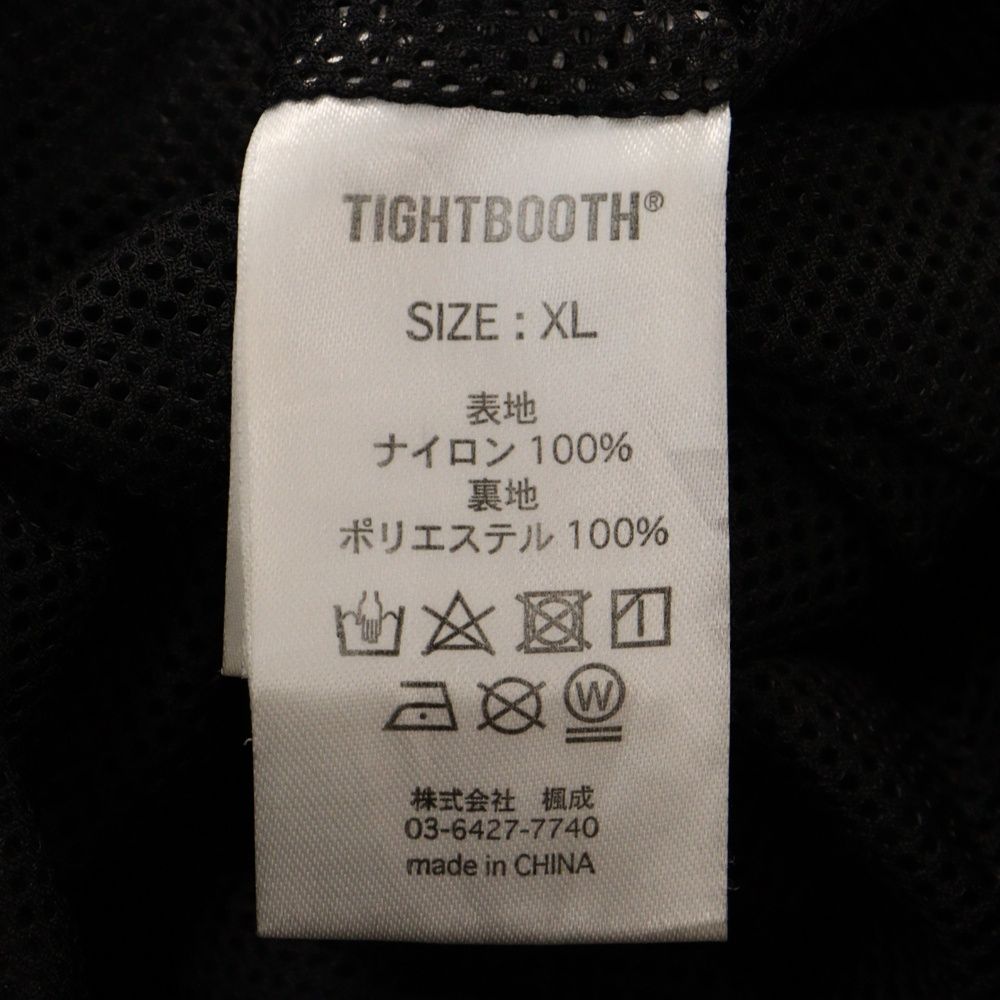 TIGHTBOOTH®
SIZE : XL
表地
ナイロン 100%
裏地
ポリエステル 100%
W
株式会社 楓成
03-6427-7740
made in CHINA